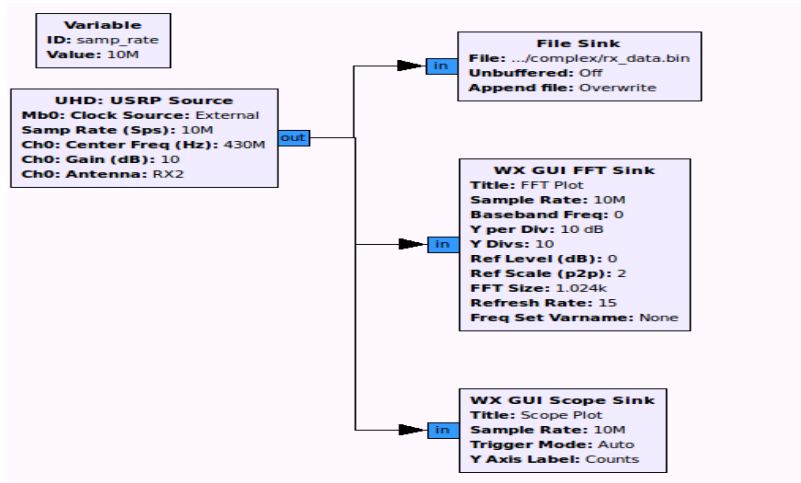 Variable
ID: samp_rate
Value: 10M
UHD: USRP Source
Mb0: Clock Source: External
Samp Rate (Sps): 10M
Ch0: Center Freq (Hz): 430M
Ch0: Gain (dB): 10
Ch0: Antenna: RX2
out
in
File Sink
File: .../complex/rx_data.bin
Unbuffered: Off
Append file: Overwrite
in
WX GUI FFT Sink
Title: FFT Plot
Sample Rate: 10M
Baseband Freq: 0
Y per Div: 10 dB
Y Divs: 10
Ref Level (dB): 0
Ref Scale (p2p): 2
FFT Size: 1.024k
Refresh Rate: 15
Freq Set Varname: None
in
WX GUI Scope Sink
Title: Scope Plot
Sample Rate: 10M
Trigger Mode: Auto
Y Axis Label: Counts